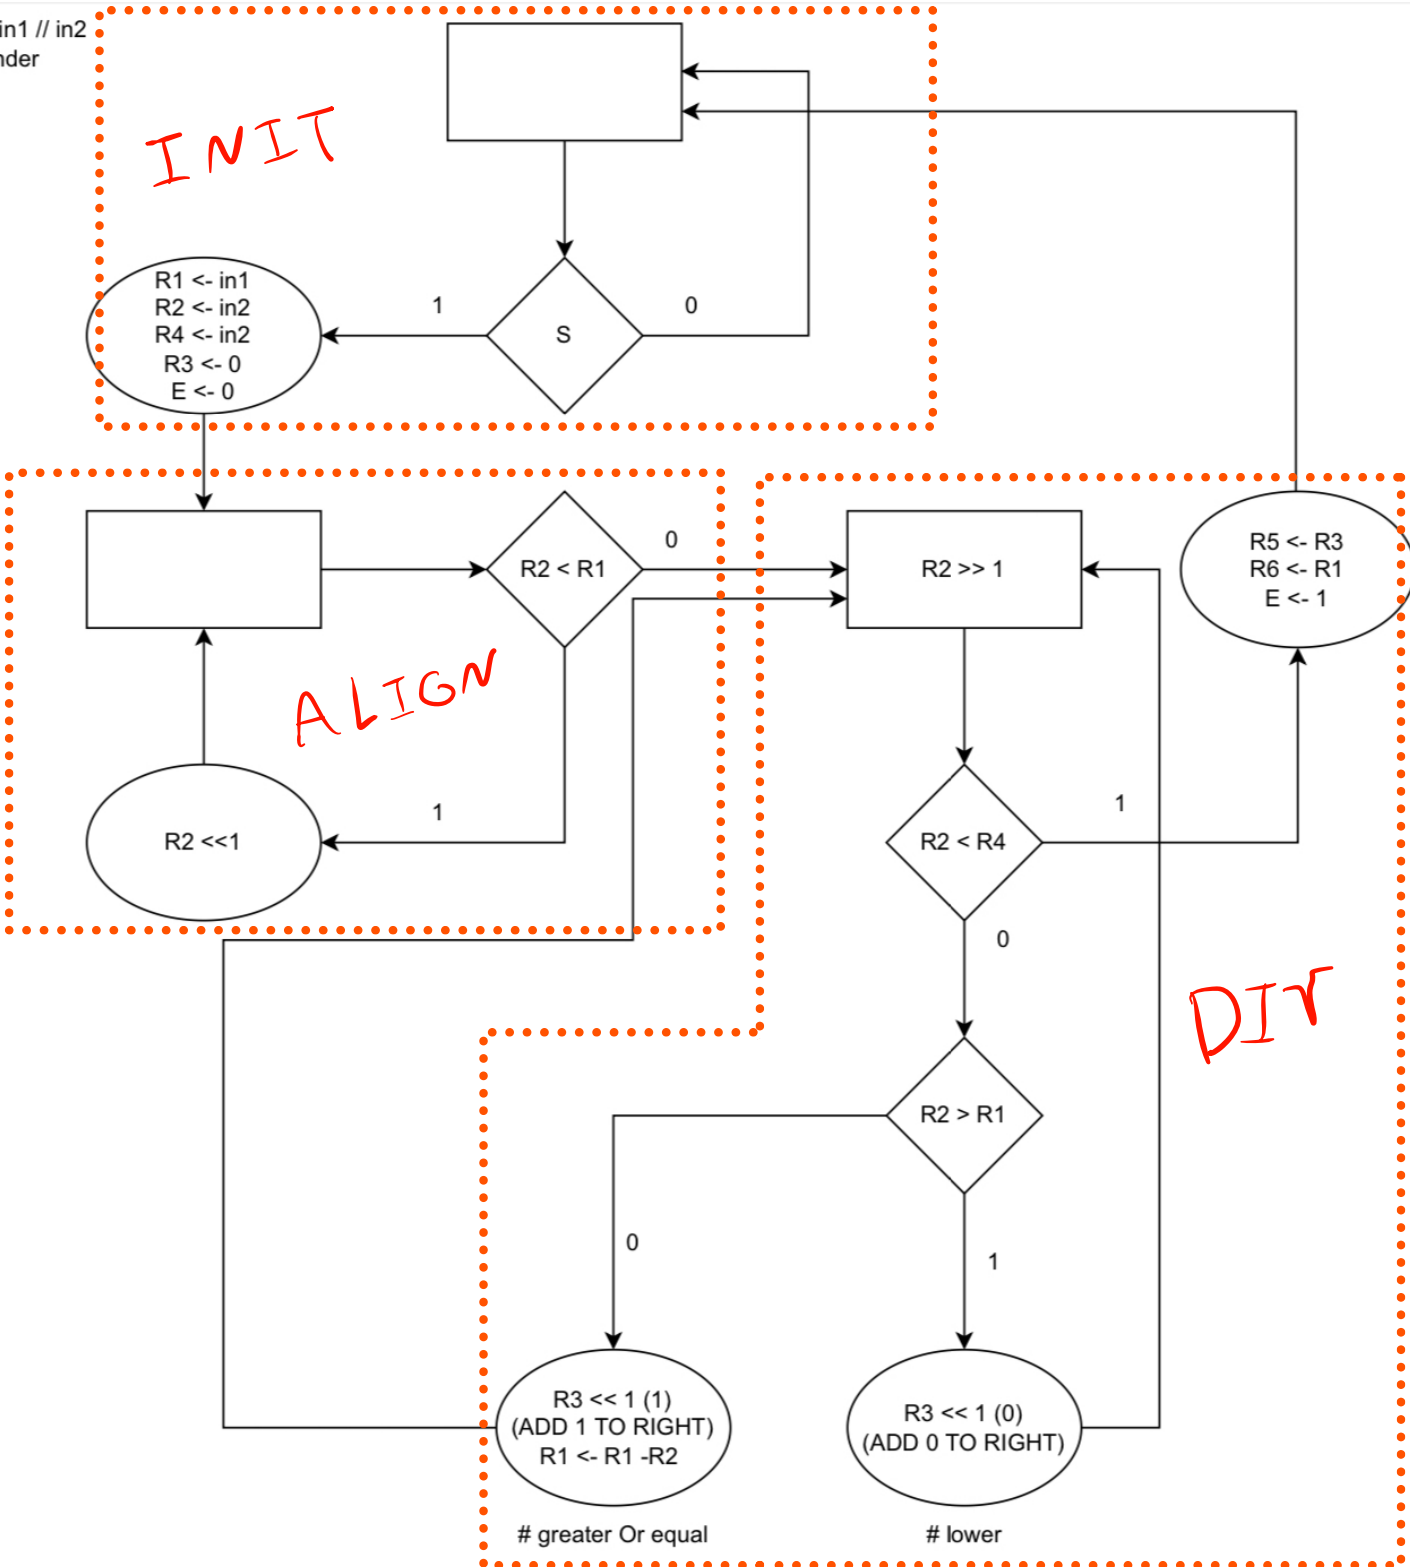 in1 // in2
nder
INIT
R1 <- in1
R2 <- in2
R4 <- in2
R3 <- 0
E <- 0
1
S
0
R2 < R1
0
R2 >> 1
R5 <- R3
R6 <- R1
E <- 1
ALIGN
R2 <<1
1
R2 < R4
1
0
DIV
R2 > R1
0
1
R3 << 1 (1)
(ADD 1 TO RIGHT)
R1 <- R1 -R2
R3 << 1 (0)
(ADD 0 TO RIGHT)
# greater Or equal
# lower